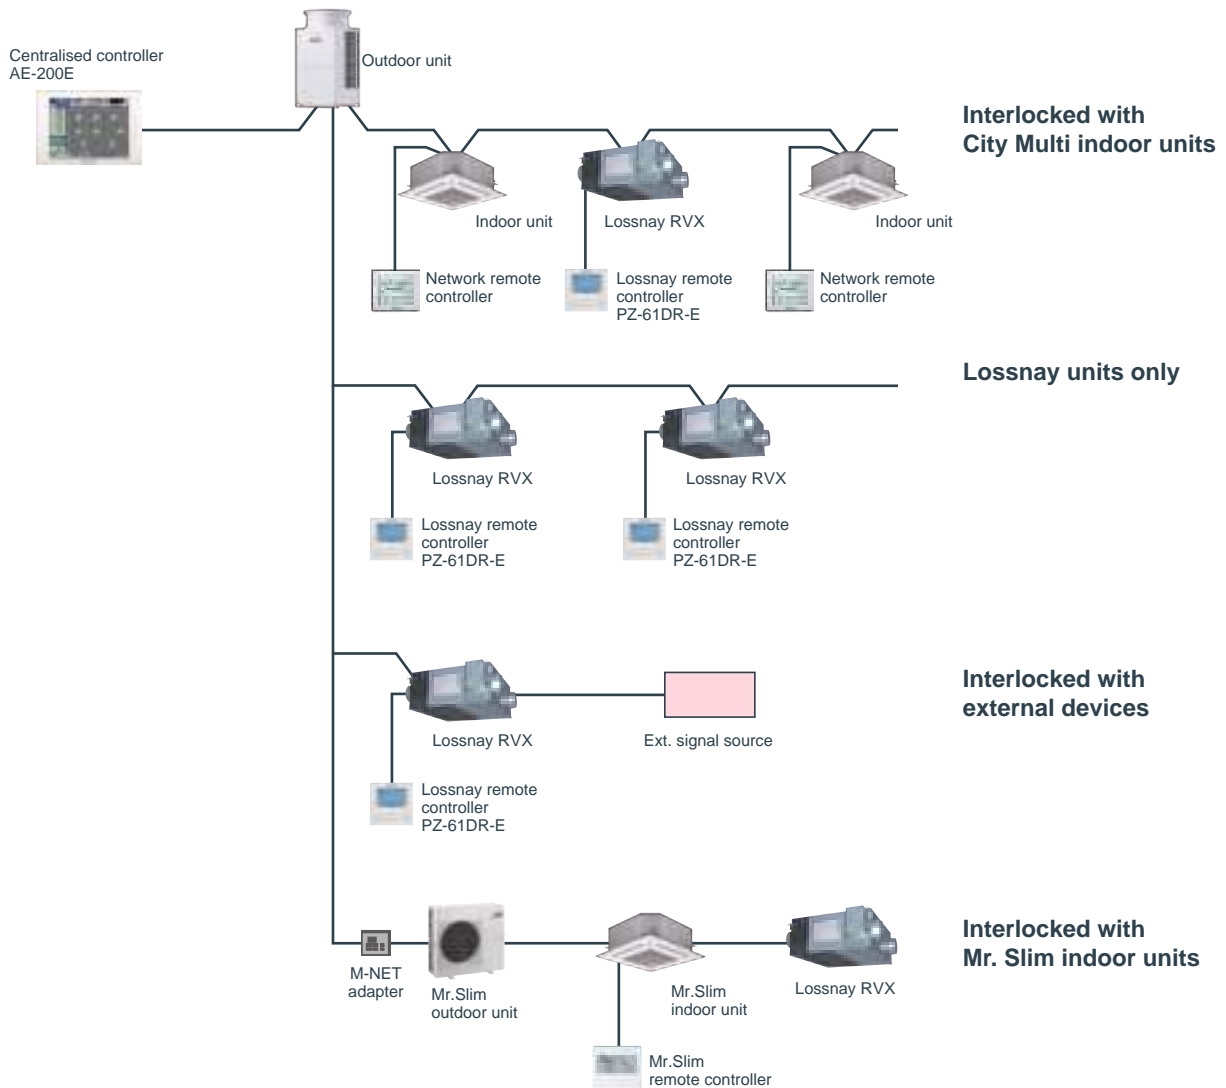 Centralised controller
AE-200E
Outdoor unit
Interlocked with
City Multi indoor units
Indoor unit
Lossnay RVX
Indoor unit
Network remote
controller
Lossnay remote
controller
PZ-61DR-E
Network remote
controller
Lossnay units only
Lossnay RVX
Lossnay RVX
Lossnay remote
controller
PZ-61DR-E
Lossnay remote
controller
PZ-61DR-E
Interlocked with
external devices
Lossnay RVX
Ext. signal source
Lossnay remote
controller
PZ-61DR-E
Interlocked with
Mr. Slim indoor units
M-NET
adapter
Mr.Slim
outdoor unit
Mr.Slim
indoor unit
Lossnay RVX
Mr.Slim
remote controller